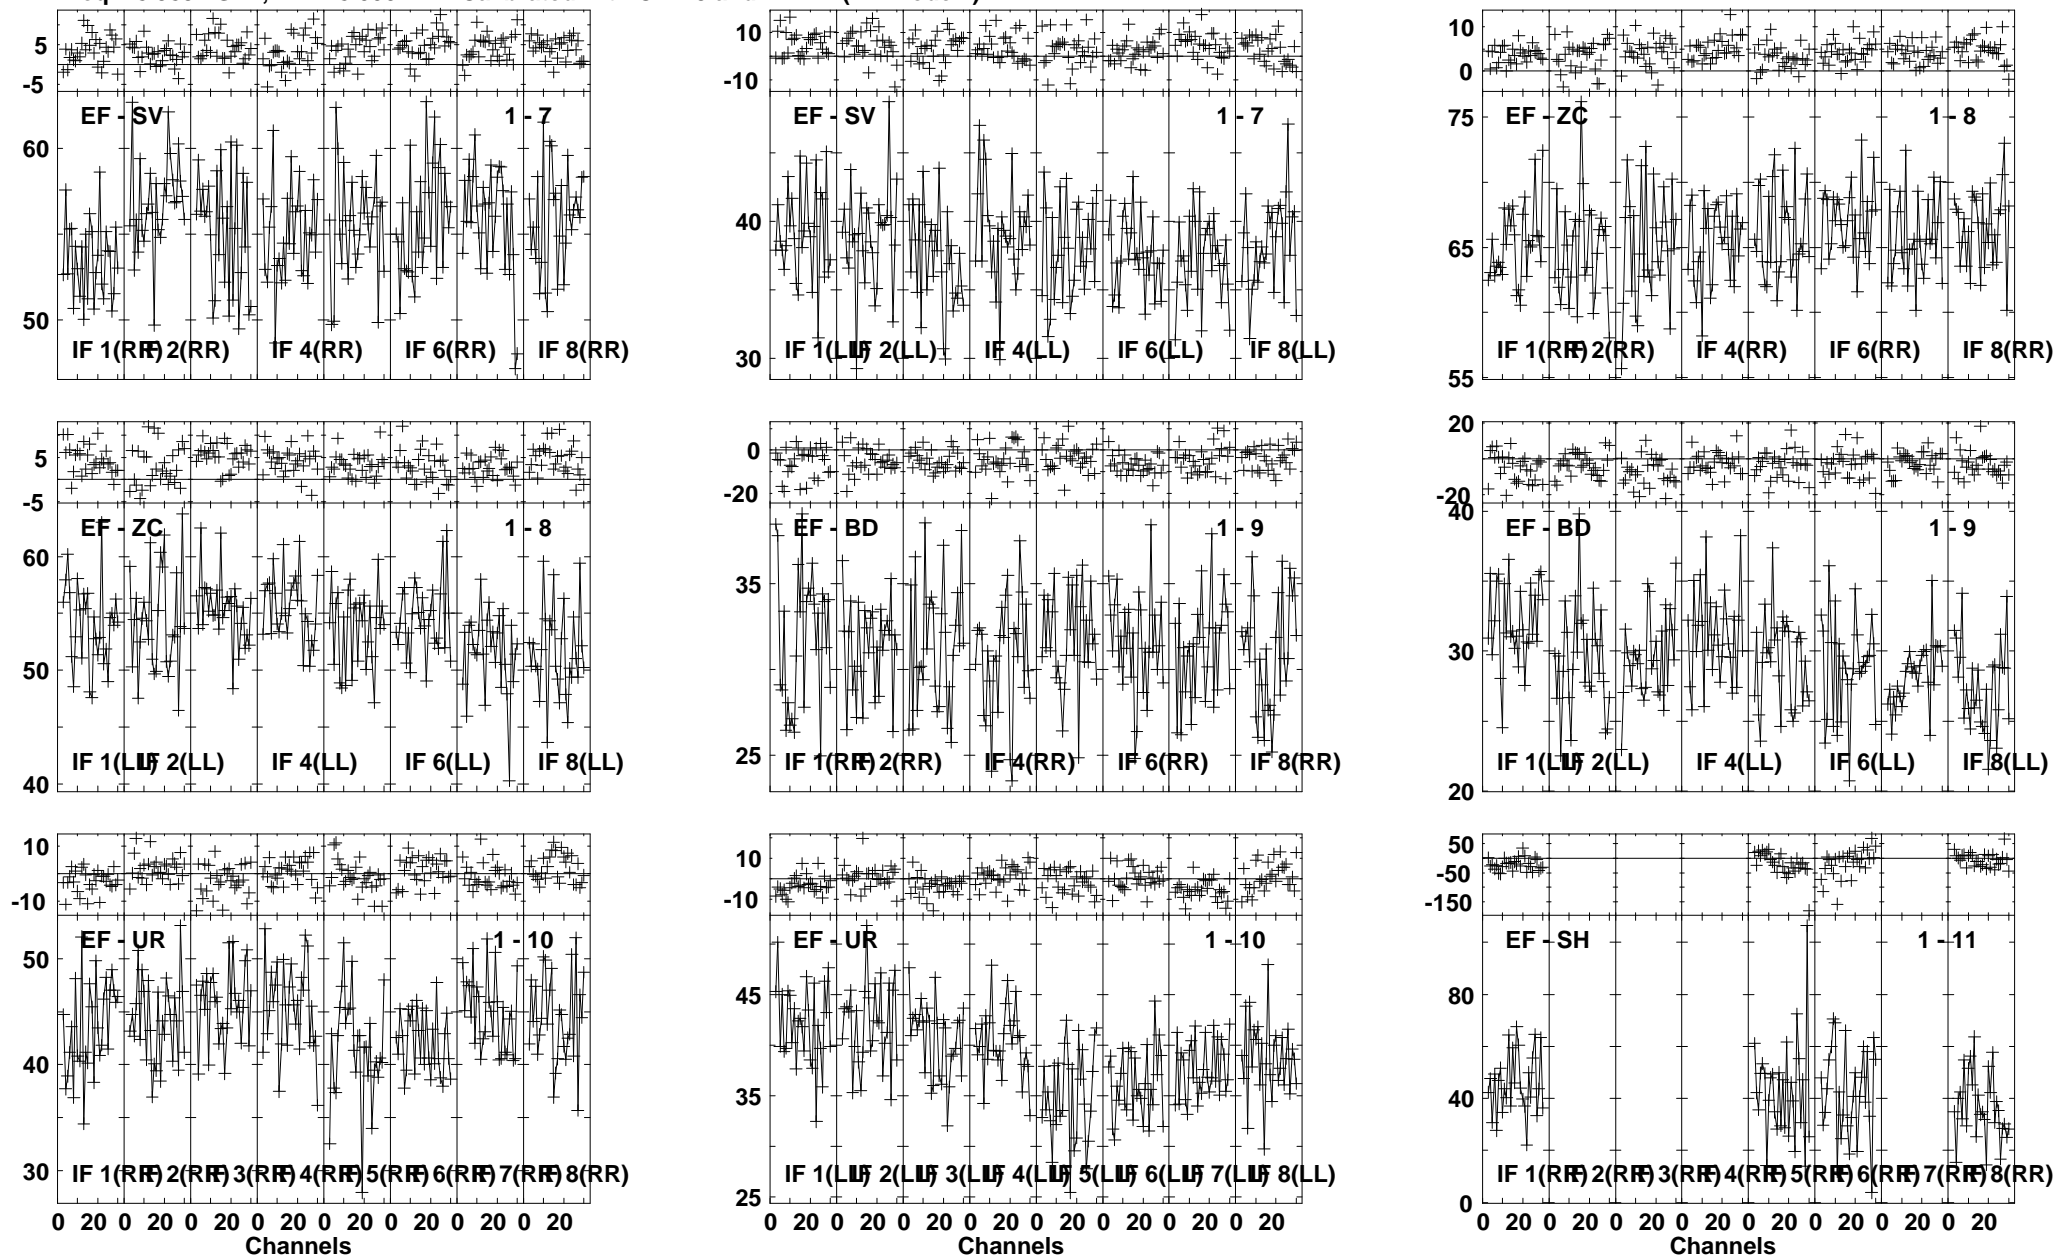 5
-5
EF - SV 1 - 7
60
50
IF 1(RR) IF 2(RR) IF 4(RR) IF 6(RR) IF 8(RR)
10
-10
EF - SV 1 - 7
40
30
IF 1(LL) IF 2(LL) IF 4(LL) IF 6(LL) IF 8(LL)
10
0
EF - ZC 1 - 8
75
65
55
IF 1(RR) IF 2(RR) IF 4(RR) IF 6(RR) IF 8(RR)
5
-5
EF - ZC 1 - 8
60
50
40
IF 1(LL) IF 2(LL) IF 4(LL) IF 6(LL) IF 8(LL)
0
-20
EF - BD 1 - 9
35
25
IF 1(RR) IF 2(RR) IF 4(RR) IF 6(RR) IF 8(RR)
20
-20
EF - BD 1 - 9
40
30
20
IF 1(LL) IF 2(LL) IF 4(LL) IF 6(LL) IF 8(LL)
10
-10
EF - UR 1 - 10
50
40
30
IF 1(RR) IF 2(RR) IF 3(RR) IF 4(RR) IF 5(RR) IF 6(RR) IF 7(RR) IF 8(RR)
0 20 0 20 0 20 0 20 0 20 0 20 0 20 0 20
Channels
10
-10
EF - UR 1 - 10
45
35
25
IF 1(LL) IF 2(LL) IF 3(LL) IF 4(LL) IF 5(LL) IF 6(LL) IF 7(LL) IF 8(LL)
0 20 0 20 0 20 0 20 0 20 0 20 0 20 0 20
Channels
50
-50
-150
EF - SH 1 - 11
80
40
0
IF 1(RR) IF 2(RR) IF 3(RR) IF 4(RR) IF 5(RR) IF 6(RR) IF 7(RR) IF 8(RR)
0 20 0 20 0 20 0 20 0 20 0 20 0 20 0 20
Channels